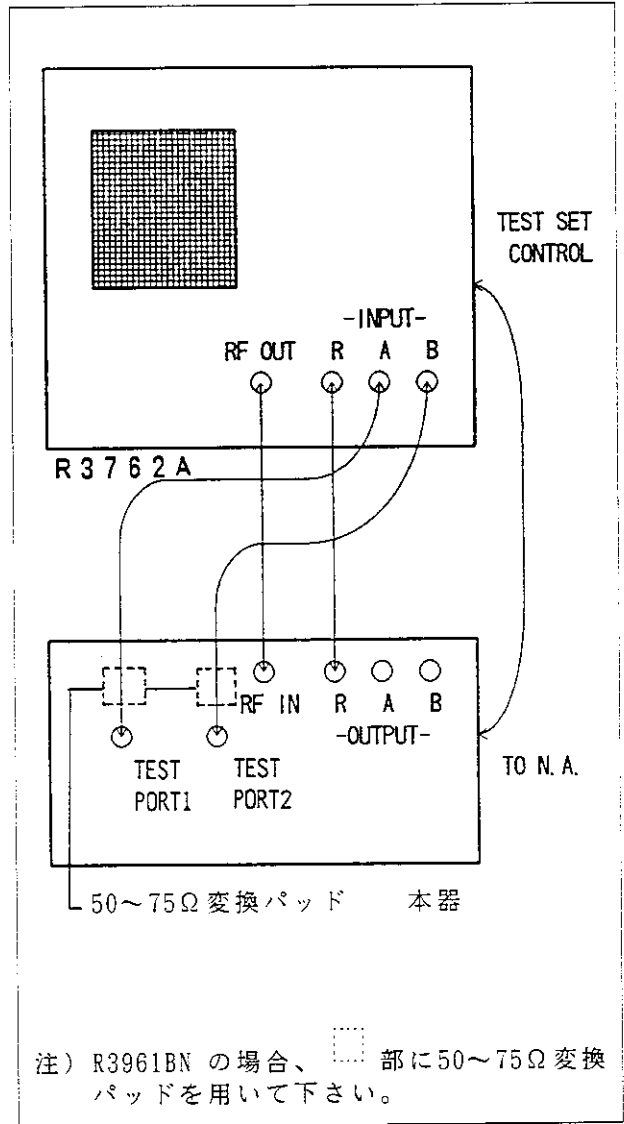 TEST SET
CONTROL
-INPUT-
RF OUT R A B
R3762A
RF IN R A B
-OUTPUT-
TEST
PORT1
TEST
PORT2
TO N.A.
50~75Ω変換パッド 本器
注) R3961BN の場合、 部に50~75Ω変換
パッドを用いて下さい。